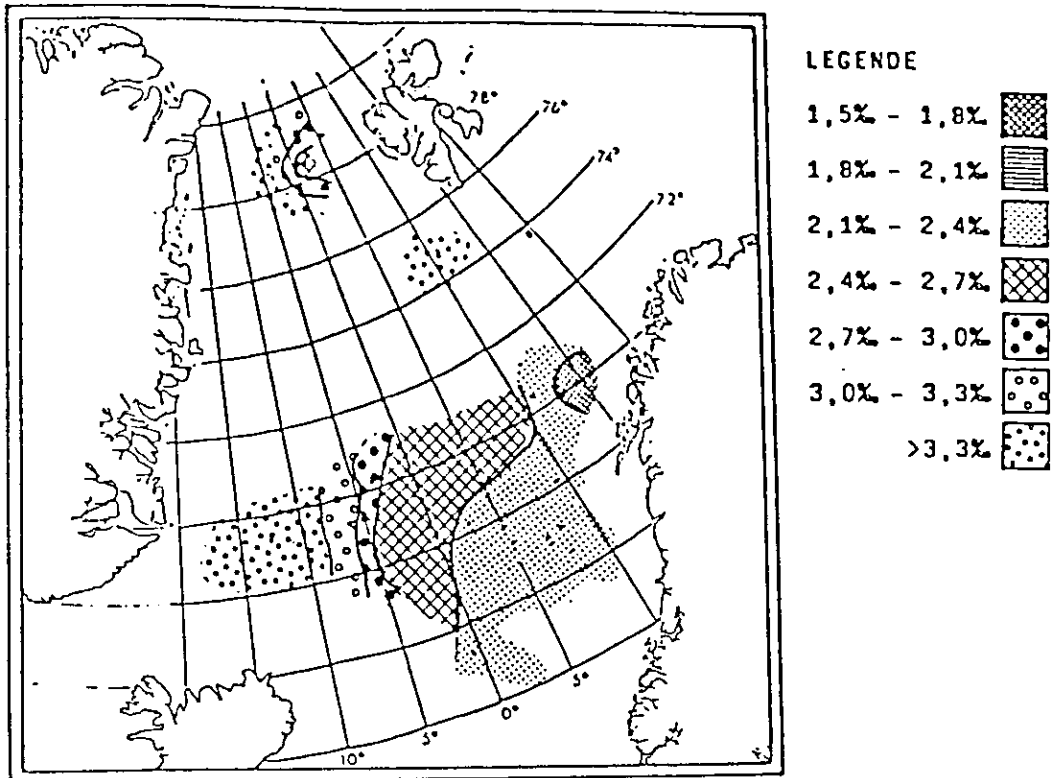 LEGENDE
1,5‰ - 1,8‰
1,8‰ - 2,1‰
2,1‰ - 2,4‰
2,4‰ - 2,7‰
2,7‰ - 3,0‰
3,0‰ - 3,3‰
>3,3‰
78°
76°
74°
72°
10°
5°
0°
5°